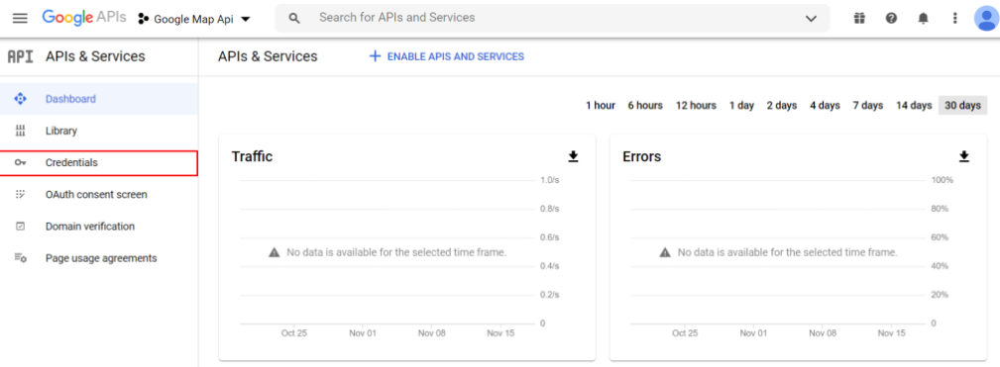 Google APIs Google Map Api Search for APIs and Services
API APIs & Services
Dashboard
Library
Credentials
OAuth consent screen
Domain verification
Page usage agreements
APIs & Services + ENABLE APIS AND SERVICES
1 hour 6 hours 12 hours 1 day 2 days 4 days 7 days 14 days 30 days
Traffic
1.0/s
0.8/s
0.6/s
No data is available for the selected time frame.
0.4/s
0.2/s
0
Oct 25 Nov 01 Nov 08 Nov 15
Errors
100%
80%
60%
No data is available for the selected time frame.
40%
20%
0
Oct 25 Nov 01 Nov 08 Nov 15